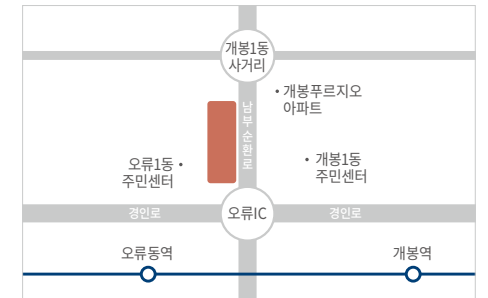 개봉1동
사거리
• 개봉푸르지오
아파트
남부순환로
오류1동 •
주민센터
• 개봉1동
주민센터
경인로
오류IC
경인로
오류동역
개봉역